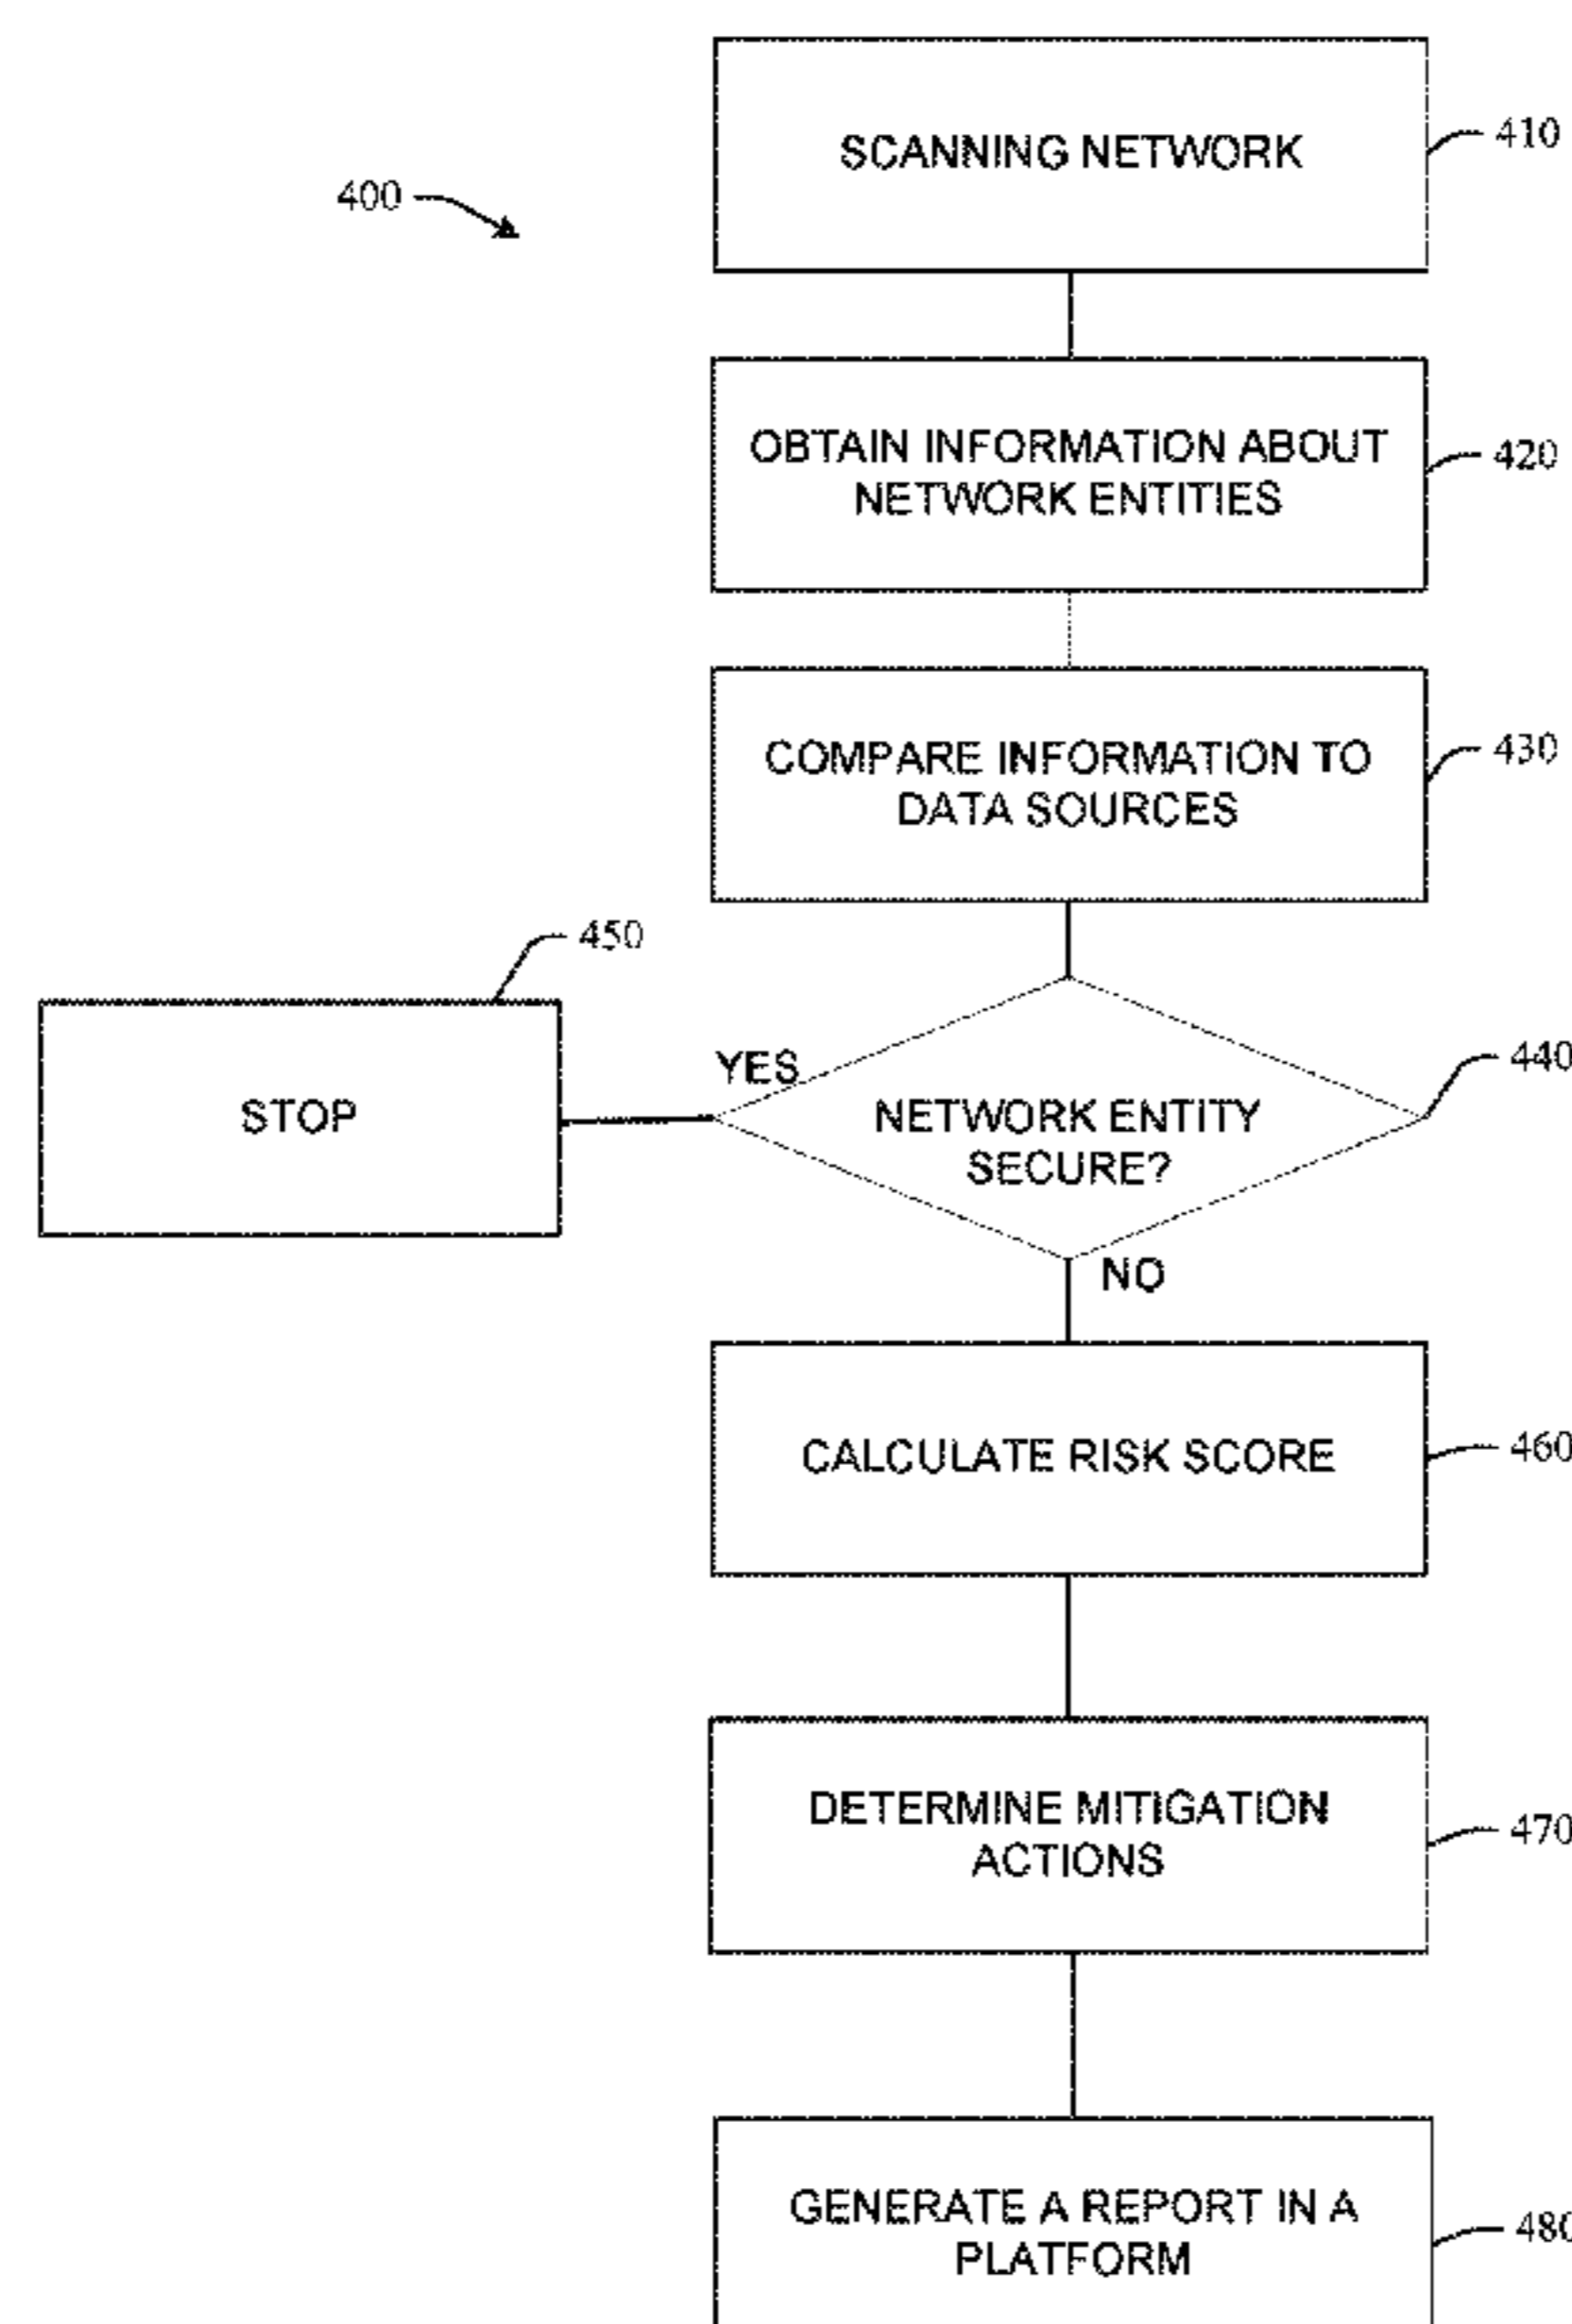 SCANNING NETWORK
410
400
OBTAIN INFORMATION ABOUT
NETWORK ENTITIES
420
COMPARE INFORMATION TO
DATA SOURCES
430
450
STOP
YES
NETWORK ENTITY
SECURE?
440
NO
CALCULATE RISK SCORE
460
DETERMINE MITIGATION
ACTIONS
470
GENERATE A REPORT IN A
PLATFORM
480